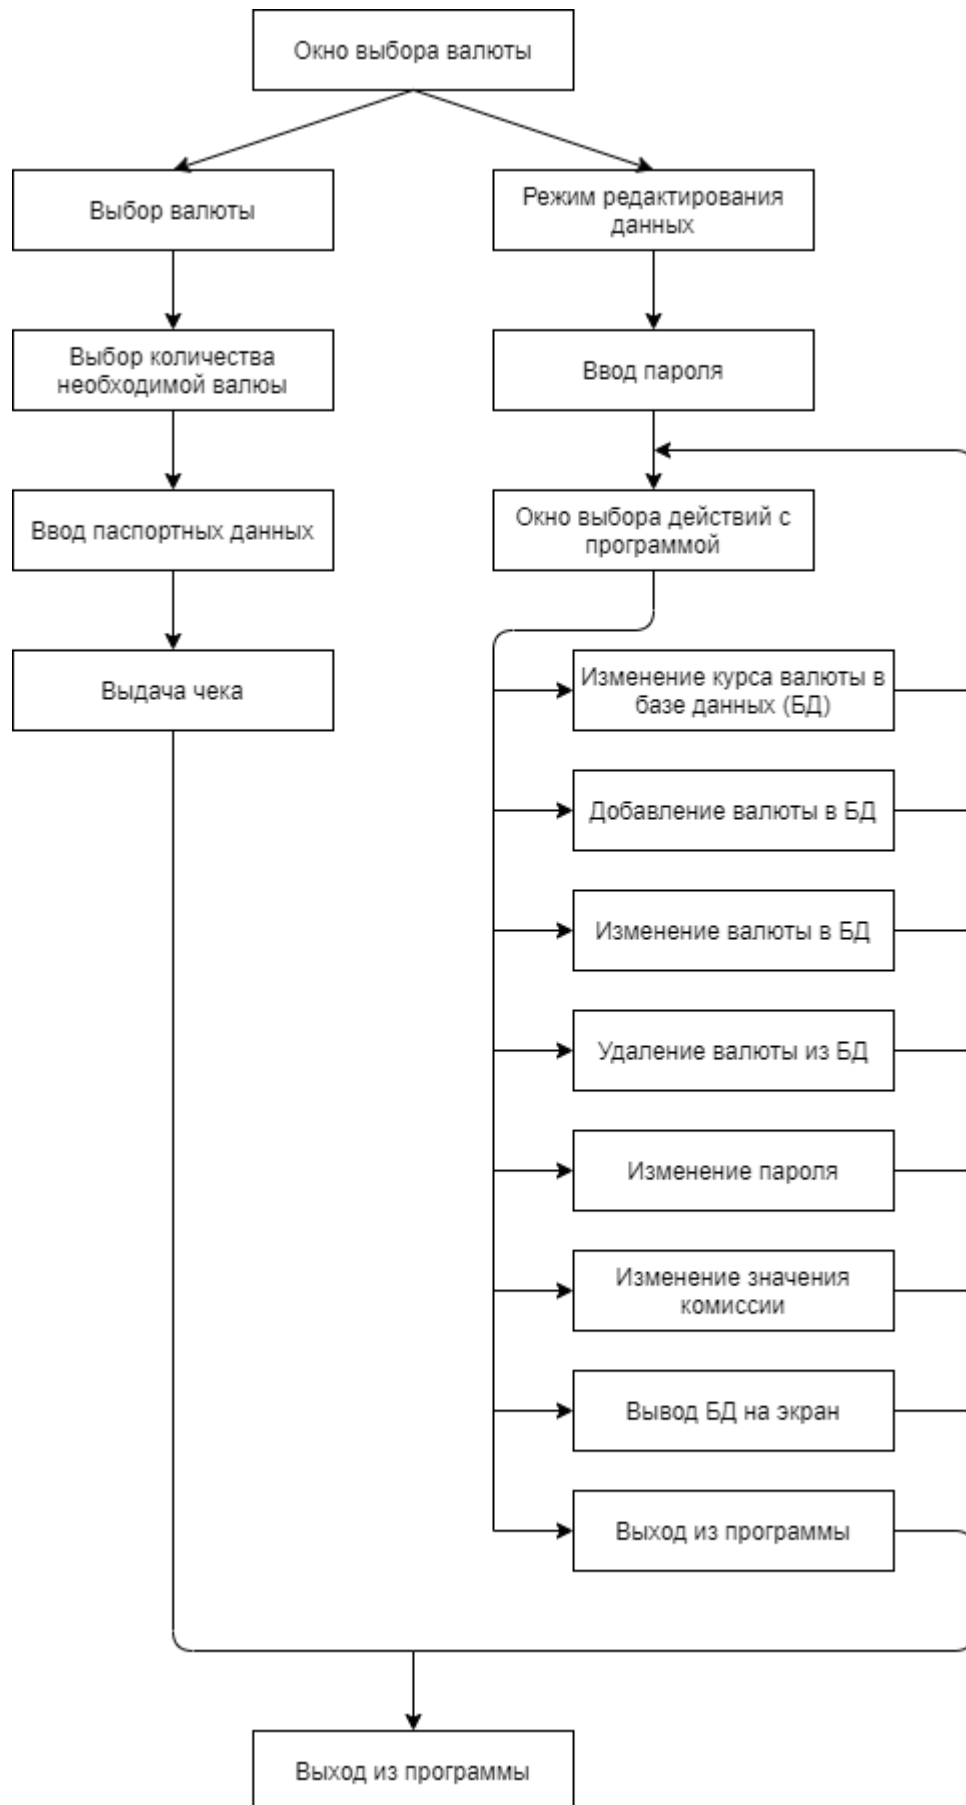 Окно выбора валюты
Выбор валюты
Режим редактирования
данных
Выбор количества
необходимой валюы
Ввод пароля
Ввод паспортных данных
Окно выбора действий с
программой
Выдача чека
Изменение курса валюты в
базе данных (БД)
Добавление валюты в БД
Изменение валюты в БД
Удаление валюты из БД
Изменение пароля
Изменение значения
комиссии
Вывод БД на экран
Выход из программы
Выход из программы